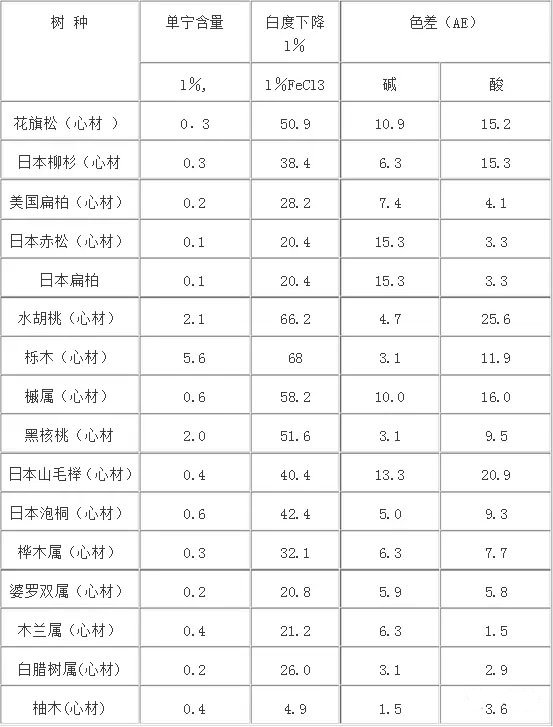 树 种 单宁含量 白度下降 色差（AE）
1%
1%, 1%FeCl3 碱 酸
花旗松（心材 ） 0.3 50.9 10.9 15.2
日本柳杉（心材 0.3 38.4 6.3 15.3
美国扁柏（心材） 0.2 28.2 7.4 4.1
日本赤松（心材） 0.1 20.4 15.3 3.3
日本扁柏 0.1 20.4 15.3 3.3
水胡桃（心材） 2.1 66.2 4.7 25.6
栎木（心材） 5.6 68 3.1 11.9
槭属（心材） 0.6 58.2 10.0 16.0
黑核桃（心材 2.0 51.6 3.1 9.5
日本山毛榉（心材） 0.4 40.4 13.3 20.9
日本泡桐（心材） 0.6 42.4 5.0 9.3
桦木属（心材） 0.3 32.1 6.3 7.7
婆罗双属（心材） 0.2 20.8 5.9 5.8
木兰属（心材） 0.4 21.2 6.3 1.5
白腊树属(心材） 0.2 26.0 3.1 2.9
柚木(心材） 0.4 4.9 1.5 3.6